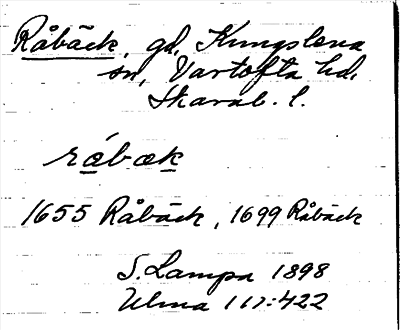 Råbäck, gd, Kungslena
sn, Vartofta hd,
Skarab. l.
råbæk
1655 Råbäck, 1699 Råbäck
S. Lampa 1898
Ulma 117:422